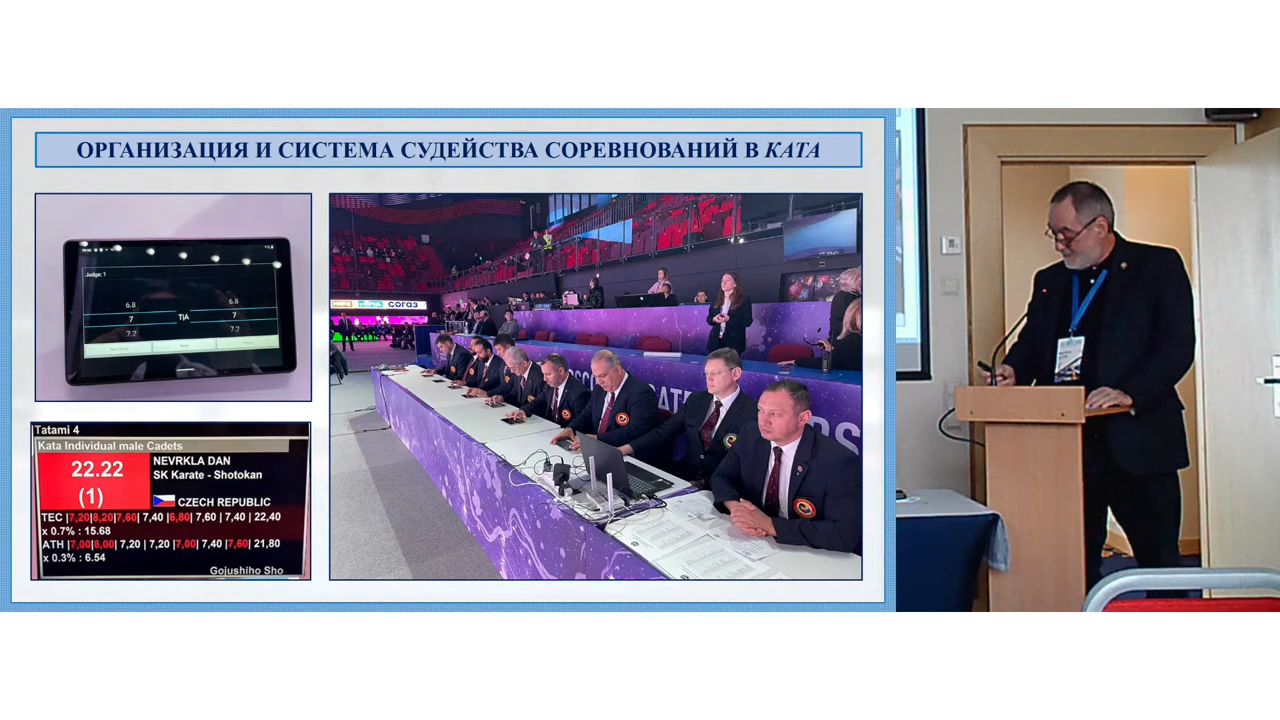 ОРГАНИЗАЦИЯ И СИСТЕМА СУДЕЙСТВА СОРЕВНОВАНИЙ В КАТА
Judge: 1
6.8 6.8
7 T|A 7
7.2 7.2
согаз
Tatami 4
Kata Individual male Cadets
22.22
(1)
NEVRKLA DAN
SK Karate - Shotokan
CZECH REPUBLIC
TEC |7,20|8,20|7,60| 7,40 |6,80| 7,60 | 7,40 | 22,40
x 0.7% : 15.68
ATH |7,00|8,00| 7,20 | 7,20 |7,00| 7,40 |7,60| 21,80
x 0.3% : 6.54
Gojushiho Sho